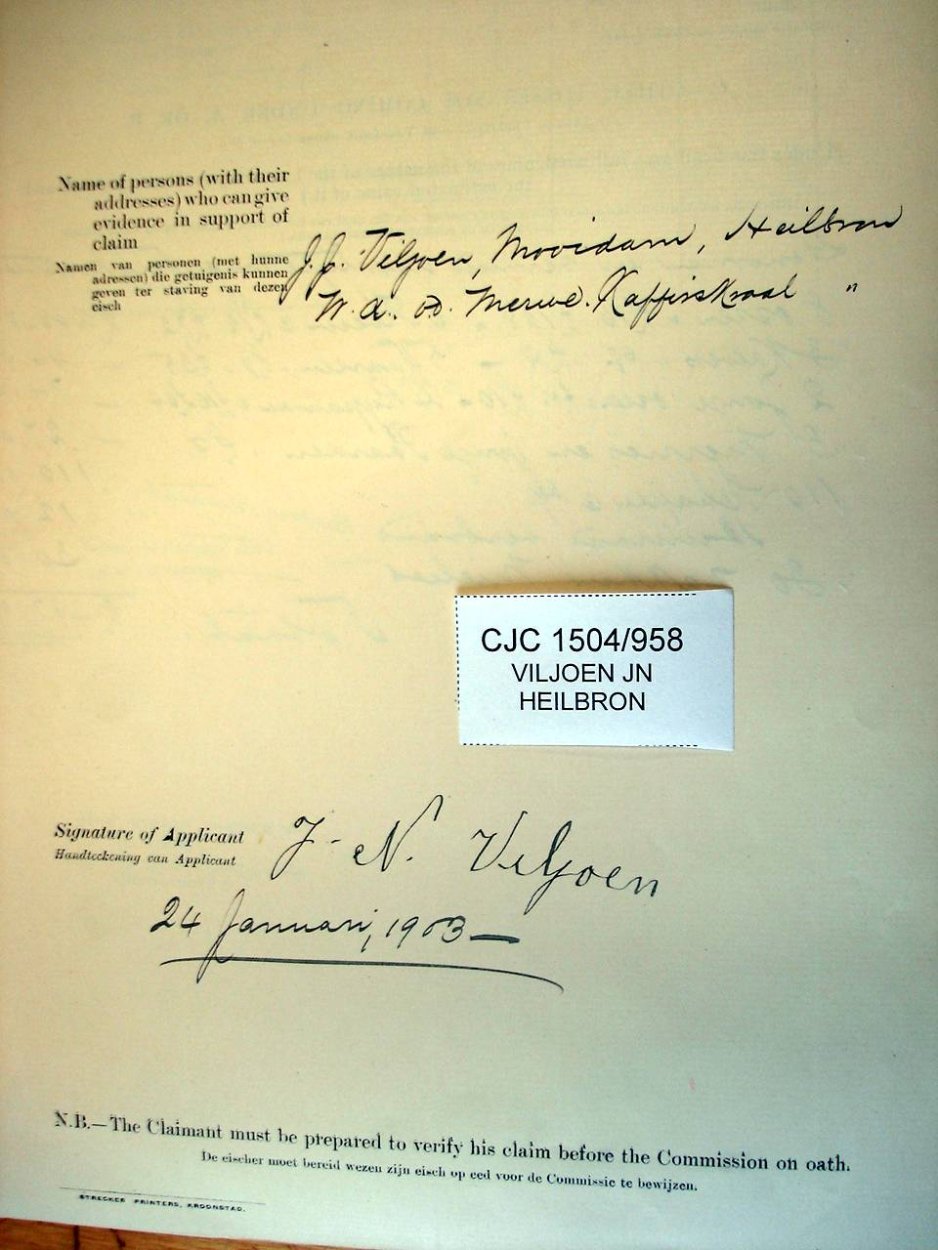 Name of persons (with their
addresses) who can give
evidence in support of
claim
Namen van personen (met hunne
adressen) die getuigenis kunnen
geven ter staving van dezen
eisch
J. J. Viljoen, Mooidam, Heilbron
W. A. v. d. Merwe. Kaffirskraal "
CJC 1504/958
VILJOEN JN
HEILBRON
Signature of Applicant
Handteekening van Applicant
J. N. Viljoen
24 Januari, 1903 —
N.B.—The Claimant must be prepared to verify his claim before the Commission on oath.
De eischer moet bereid wezen zijn eisch op eed voor de Commissie te bewijzen.
STRECKER PRINTERS, KROONSTAD.